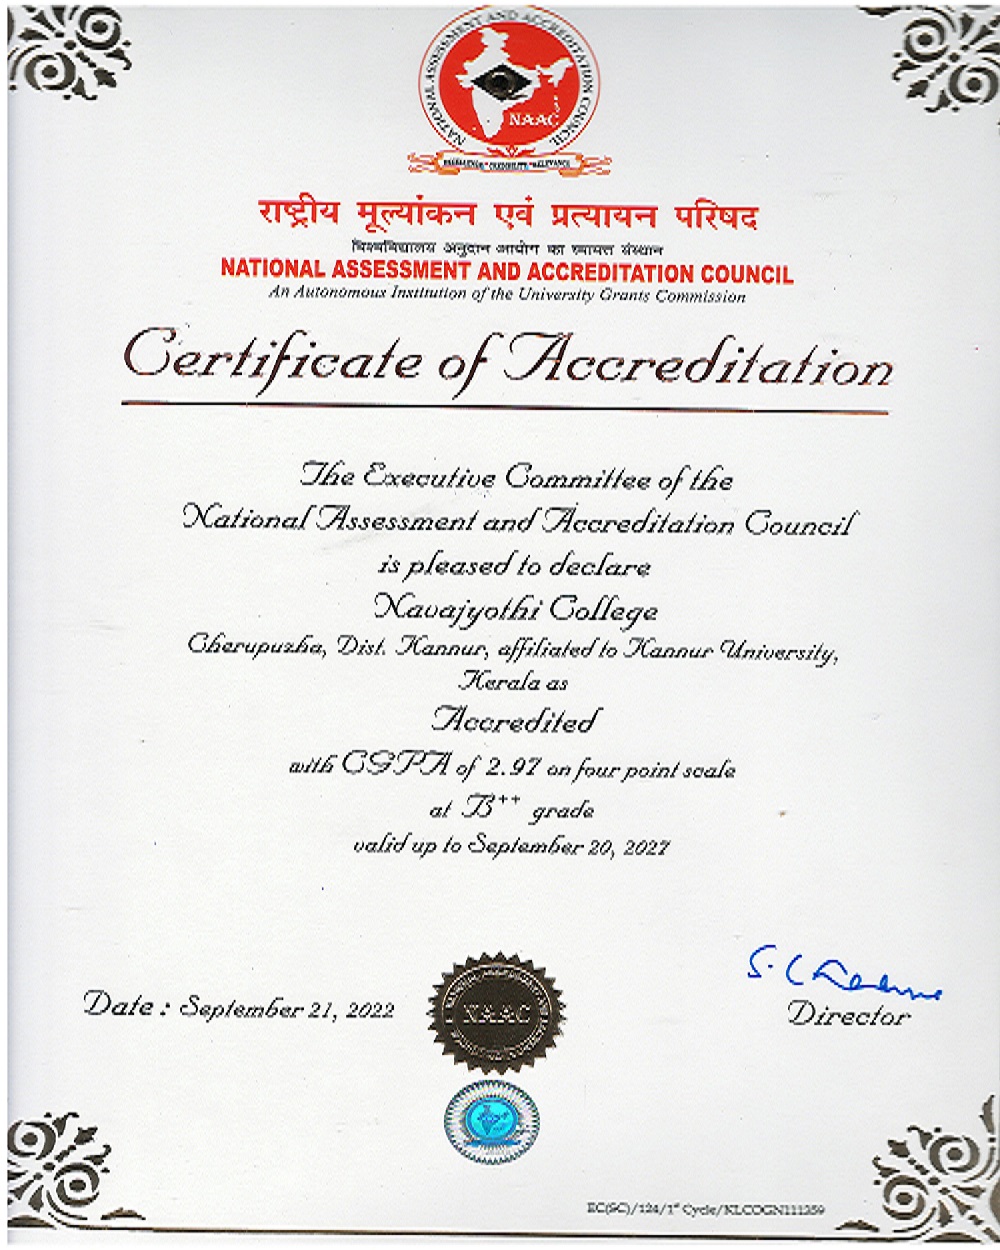 NATIONAL ASSESSMENT AND ACCREDITATION COUNCIL
NAAC
EXCELLENCE * CREDIBILITY * RELEVANCE
राष्ट्रीय मूल्यांकन एवं प्रत्यायन परिषद
विश्वविद्यालय अनुदान आयोग का स्वायत्त संस्थान
NATIONAL ASSESSMENT AND ACCREDITATION COUNCIL
An Autonomous Institution of the University Grants Commission
Certificate of Accreditation
The Executive Committee of the
National Assessment and Accreditation Council
is pleased to declare
Navajyothi College
Cherupuzha, Dist. Kannur, affiliated to Kannur University,
Kerala as
Accredited
with CGPA of 2.97 on four point scale
at B⁺⁺ grade
valid up to September 20, 2027
Date : September 21, 2022
NAAC
S. C
Director
EC(SC)/124/1ˢᵗ Cycle/KLCOGN111259